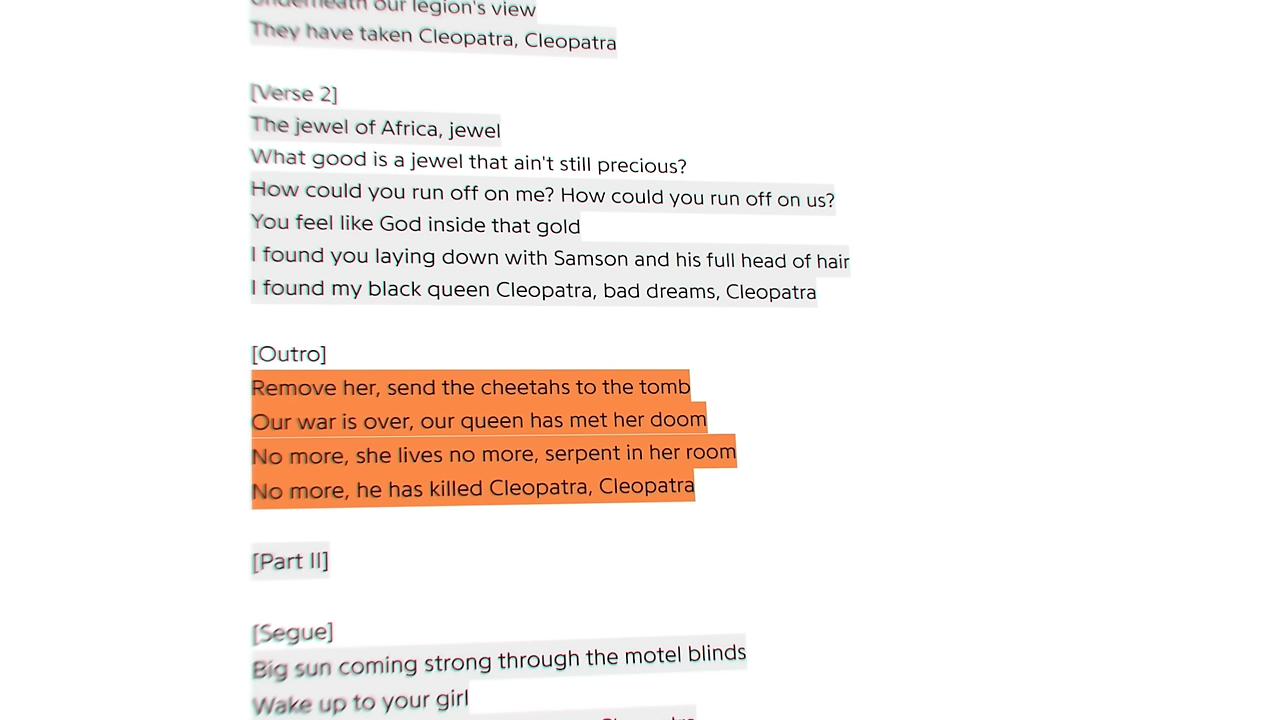 Underneath our legion's view
They have taken Cleopatra, Cleopatra
[Verse 2]
The jewel of Africa, jewel
What good is a jewel that ain't still precious?
How could you run off on me? How could you run off on us?
You feel like God inside that gold
I found you laying down with Samson and his full head of hair
I found my black queen Cleopatra, bad dreams, Cleopatra
[Outro]
Remove her, send the cheetahs to the tomb
Our war is over, our queen has met her doom
No more, she lives no more, serpent in her room
No more, he has killed Cleopatra, Cleopatra
[Part II]
[Segue]
Big sun coming strong through the motel blinds
Wake up to your girl